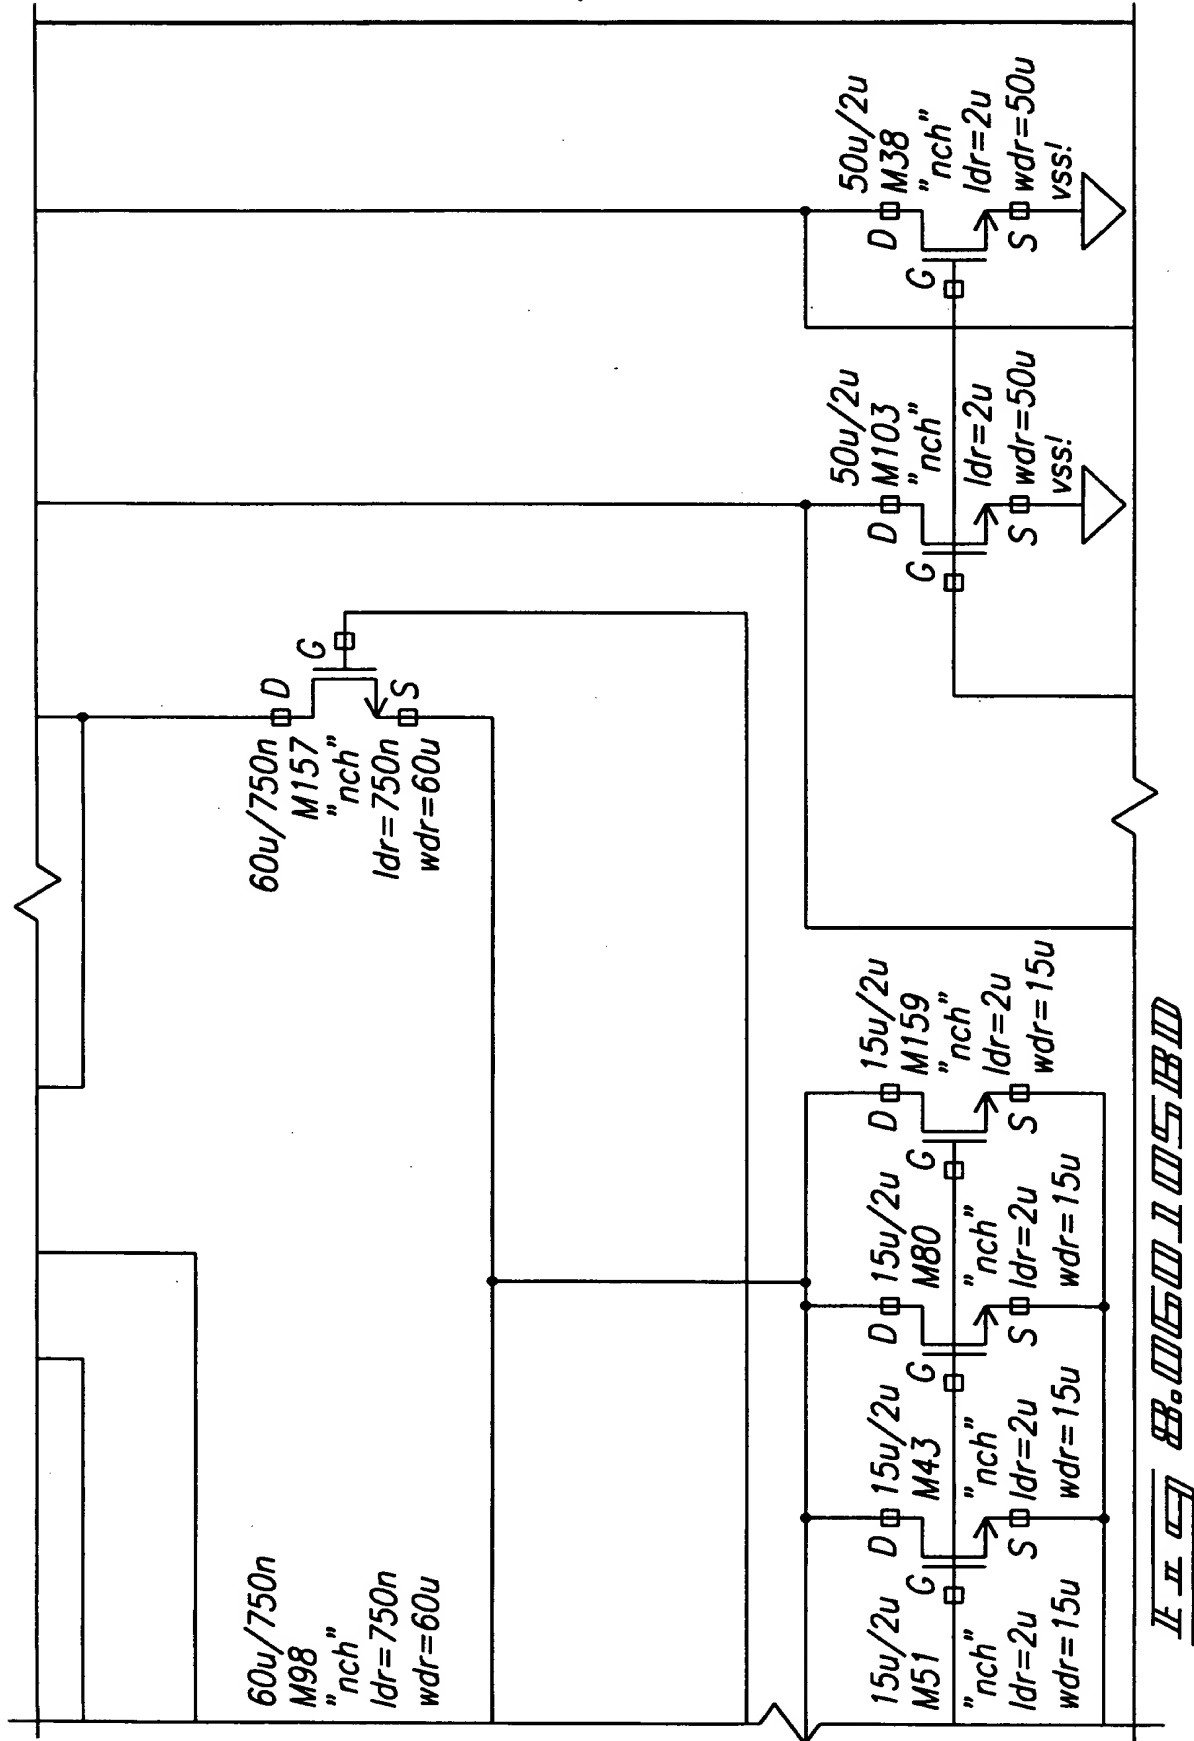 60u/750n
M98
"nch"
ldr=750n
wdr=60u
D
G
S
60u/750n
M157
"nch"
ldr=750n
wdr=60u
15u/2u
M51
"nch"
ldr=2u
wdr=15u
D
G
S
15u/2u
M43
"nch"
ldr=2u
wdr=15u
D
G
S
15u/2u
M80
"nch"
ldr=2u
wdr=15u
D
G
S
15u/2u
M159
"nch"
ldr=2u
wdr=15u
D
G
S
50u/2u
M103
"nch"
ldr=2u
wdr=50u
vss!
D
G
S
50u/2u
M38
"nch"
ldr=2u
wdr=50u
vss!
FIG 8.060105BD